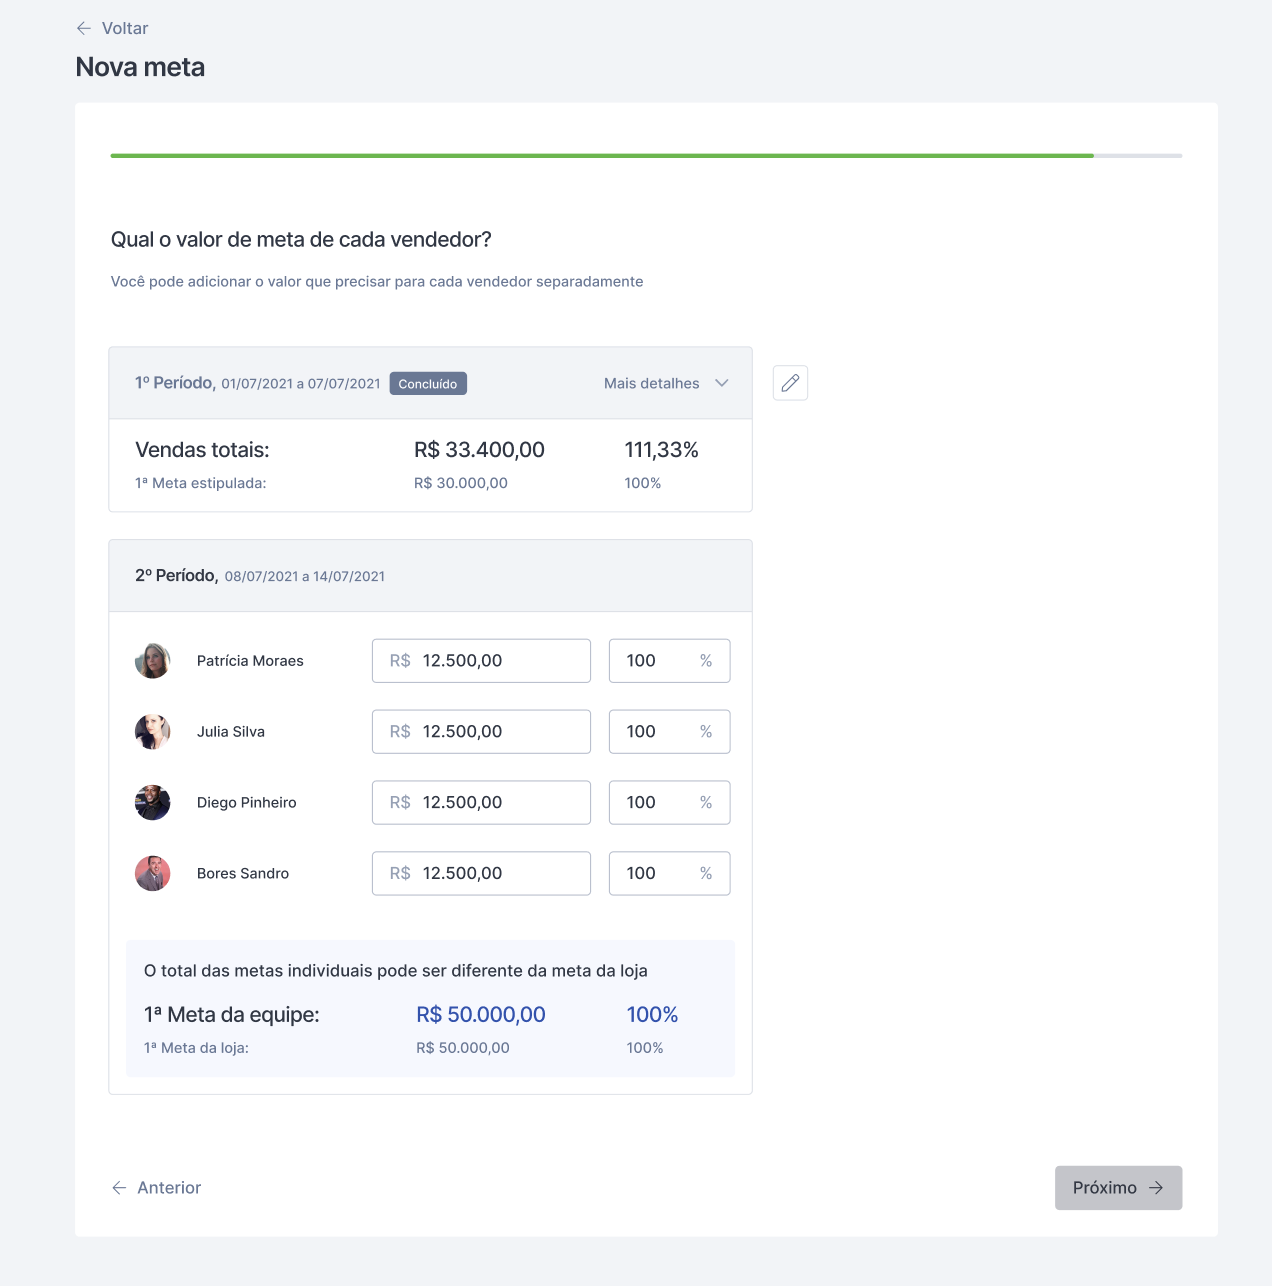 Voltar
Nova meta
Qual o valor de meta de cada vendedor?
Você pode adicionar o valor que precisar para cada vendedor separadamente
1º Período, 01/07/2021 a 07/07/2021 Concluído Mais detalhes
Vendas totais: R$ 33.400,00 111,33%
1ª Meta estipulada: R$ 30.000,00 100%
2º Período, 08/07/2021 a 14/07/2021
Patrícia Moraes R$ 12.500,00 100 %
Julia Silva R$ 12.500,00 100 %
Diego Pinheiro R$ 12.500,00 100 %
Bores Sandro R$ 12.500,00 100 %
O total das metas individuais pode ser diferente da meta da loja
1ª Meta da equipe: R$ 50.000,00 100%
1ª Meta da loja: R$ 50.000,00 100%
Anterior Próximo